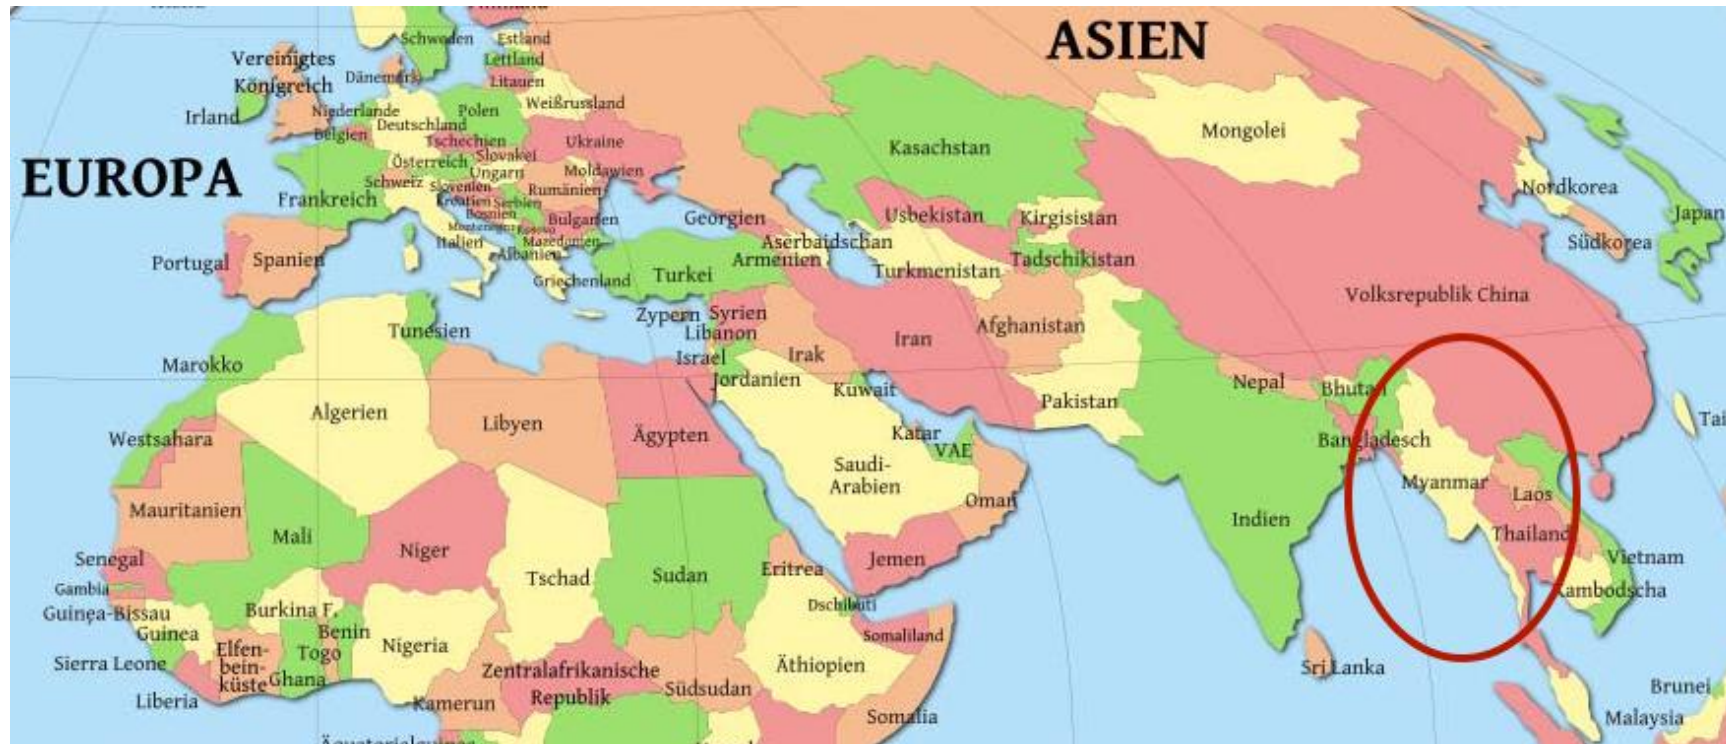 ASIEN
EUROPA
Schweden
Estland
Lettland
Litauen
Vereinigtes
Königreich
Dänemark
Irland
Niederlande
Belgien
Deutschland
Polen
Weißrussland
Tschechien
Ukraine
Österreich
Slovakei
Ungarn
Moldawien
Schweiz
Slovenien
Rumänien
Frankreich
Kroatien
Serbien
Bosnien
Bulgarien
Montenegro
Kosovo
Italien
Mazedonien
Albanien
Portugal
Spanien
Griechenland
Turkei
Georgien
Aserbaidschan
Armenien
Kasachstan
Mongolei
Usbekistan
Kirgisistan
Turkmenistan
Tadschikistan
Nordkorea
Südkorea
Japan
Volksrepublik China
Zypern
Syrien
Libanon
Israel
Jordanien
Irak
Iran
Afghanistan
Kuwait
Pakistan
Nepal
Bhutan
Bangladesch
Tai
Marokko
Tunesien
Algerien
Libyen
Ägypten
Westsahara
Katar
VAE
Saudi-
Arabien
Oman
Jemen
Indien
Myanmar
Laos
Thailand
Vietnam
Kambodscha
Mauritanien
Mali
Niger
Tschad
Sudan
Eritrea
Senegal
Gambia
Guinea-Bissau
Guinea
Burkina F.
Benin
Togo
Ghana
Elfen-
bein-
küste
Sierra Leone
Liberia
Nigeria
Kamerun
Zentralafrikanische
Republik
Südsudan
Äthiopien
Dschibuti
Somaliland
Somalia
Sri Lanka
Brunei
Malaysia